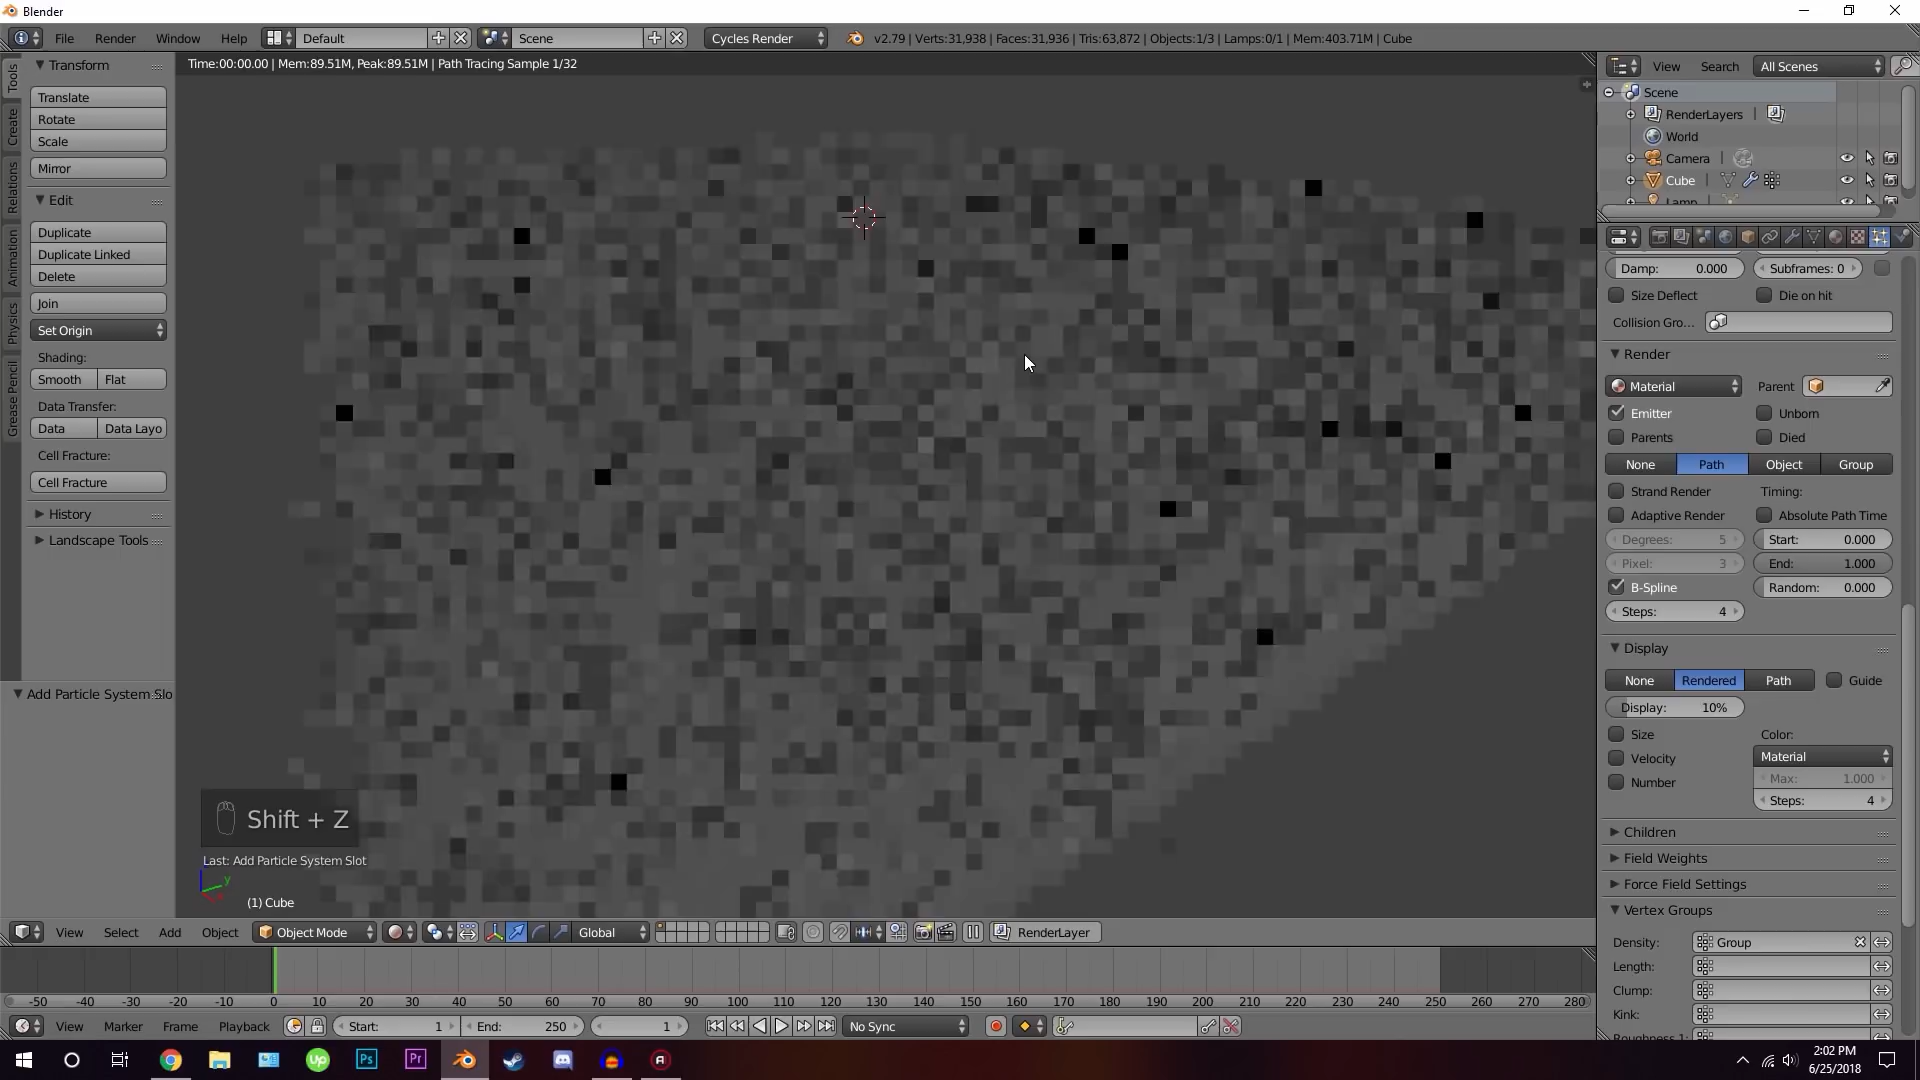 Blender
File Render Window Help Default Scene Cycles Render v2.79 | Verts:31,938 | Faces:31,936 | Tris:63,872 | Objects:1/3 | Lamps:0/1 | Mem:403.71M | Cube
Time:00:00.00 | Mem:89.51M, Peak:89.51M | Path Tracing Sample 1/32
Tools
Create
Relations
Animation
Physics
Grease Pencil
Transform
Translate
Rotate
Scale
Mirror
Edit
Duplicate
Duplicate Linked
Delete
Join
Set Origin
Shading:
Smooth Flat
Data Transfer:
Data Data Layo
Cell Fracture:
Cell Fracture
History
Landscape Tools
Add Particle System Slo
Shift + Z
Last: Add Particle System Slot
y
(1) Cube
View Select Add Object Object Mode Global RenderLayer
-50 -40 -30 -20 -10 0 10 20 30 40 50 60 70 80 90 100 110 120 130 140 150 160 170 180 190 200 210 220 230 240 250 260 270 280
View Marker Frame Playback Start: 1 End: 250 1 No Sync
View Search All Scenes
Scene
RenderLayers
World
Camera
Cube
Lamp
Damp: 0.000 Subframes: 0
Size Deflect Die on hit
Collision Gro...
Render
Material Parent
Emitter Unborn
Parents Died
None Path Object Group
Strand Render Timing:
Adaptive Render Absolute Path Time
Degrees: 5 Start: 0.000
Pixel: 3 End: 1.000
B-Spline Random: 0.000
Steps: 4
Display
None Rendered Path Guide
Display: 10%
Size Color:
Velocity Material
Number Max: 1.000
Steps: 4
Children
Field Weights
Force Field Settings
Vertex Groups
Density: Group
Length:
Clump:
Kink:
Roughness 1:
Up Ps Pr
2:02 PM
6/25/2018